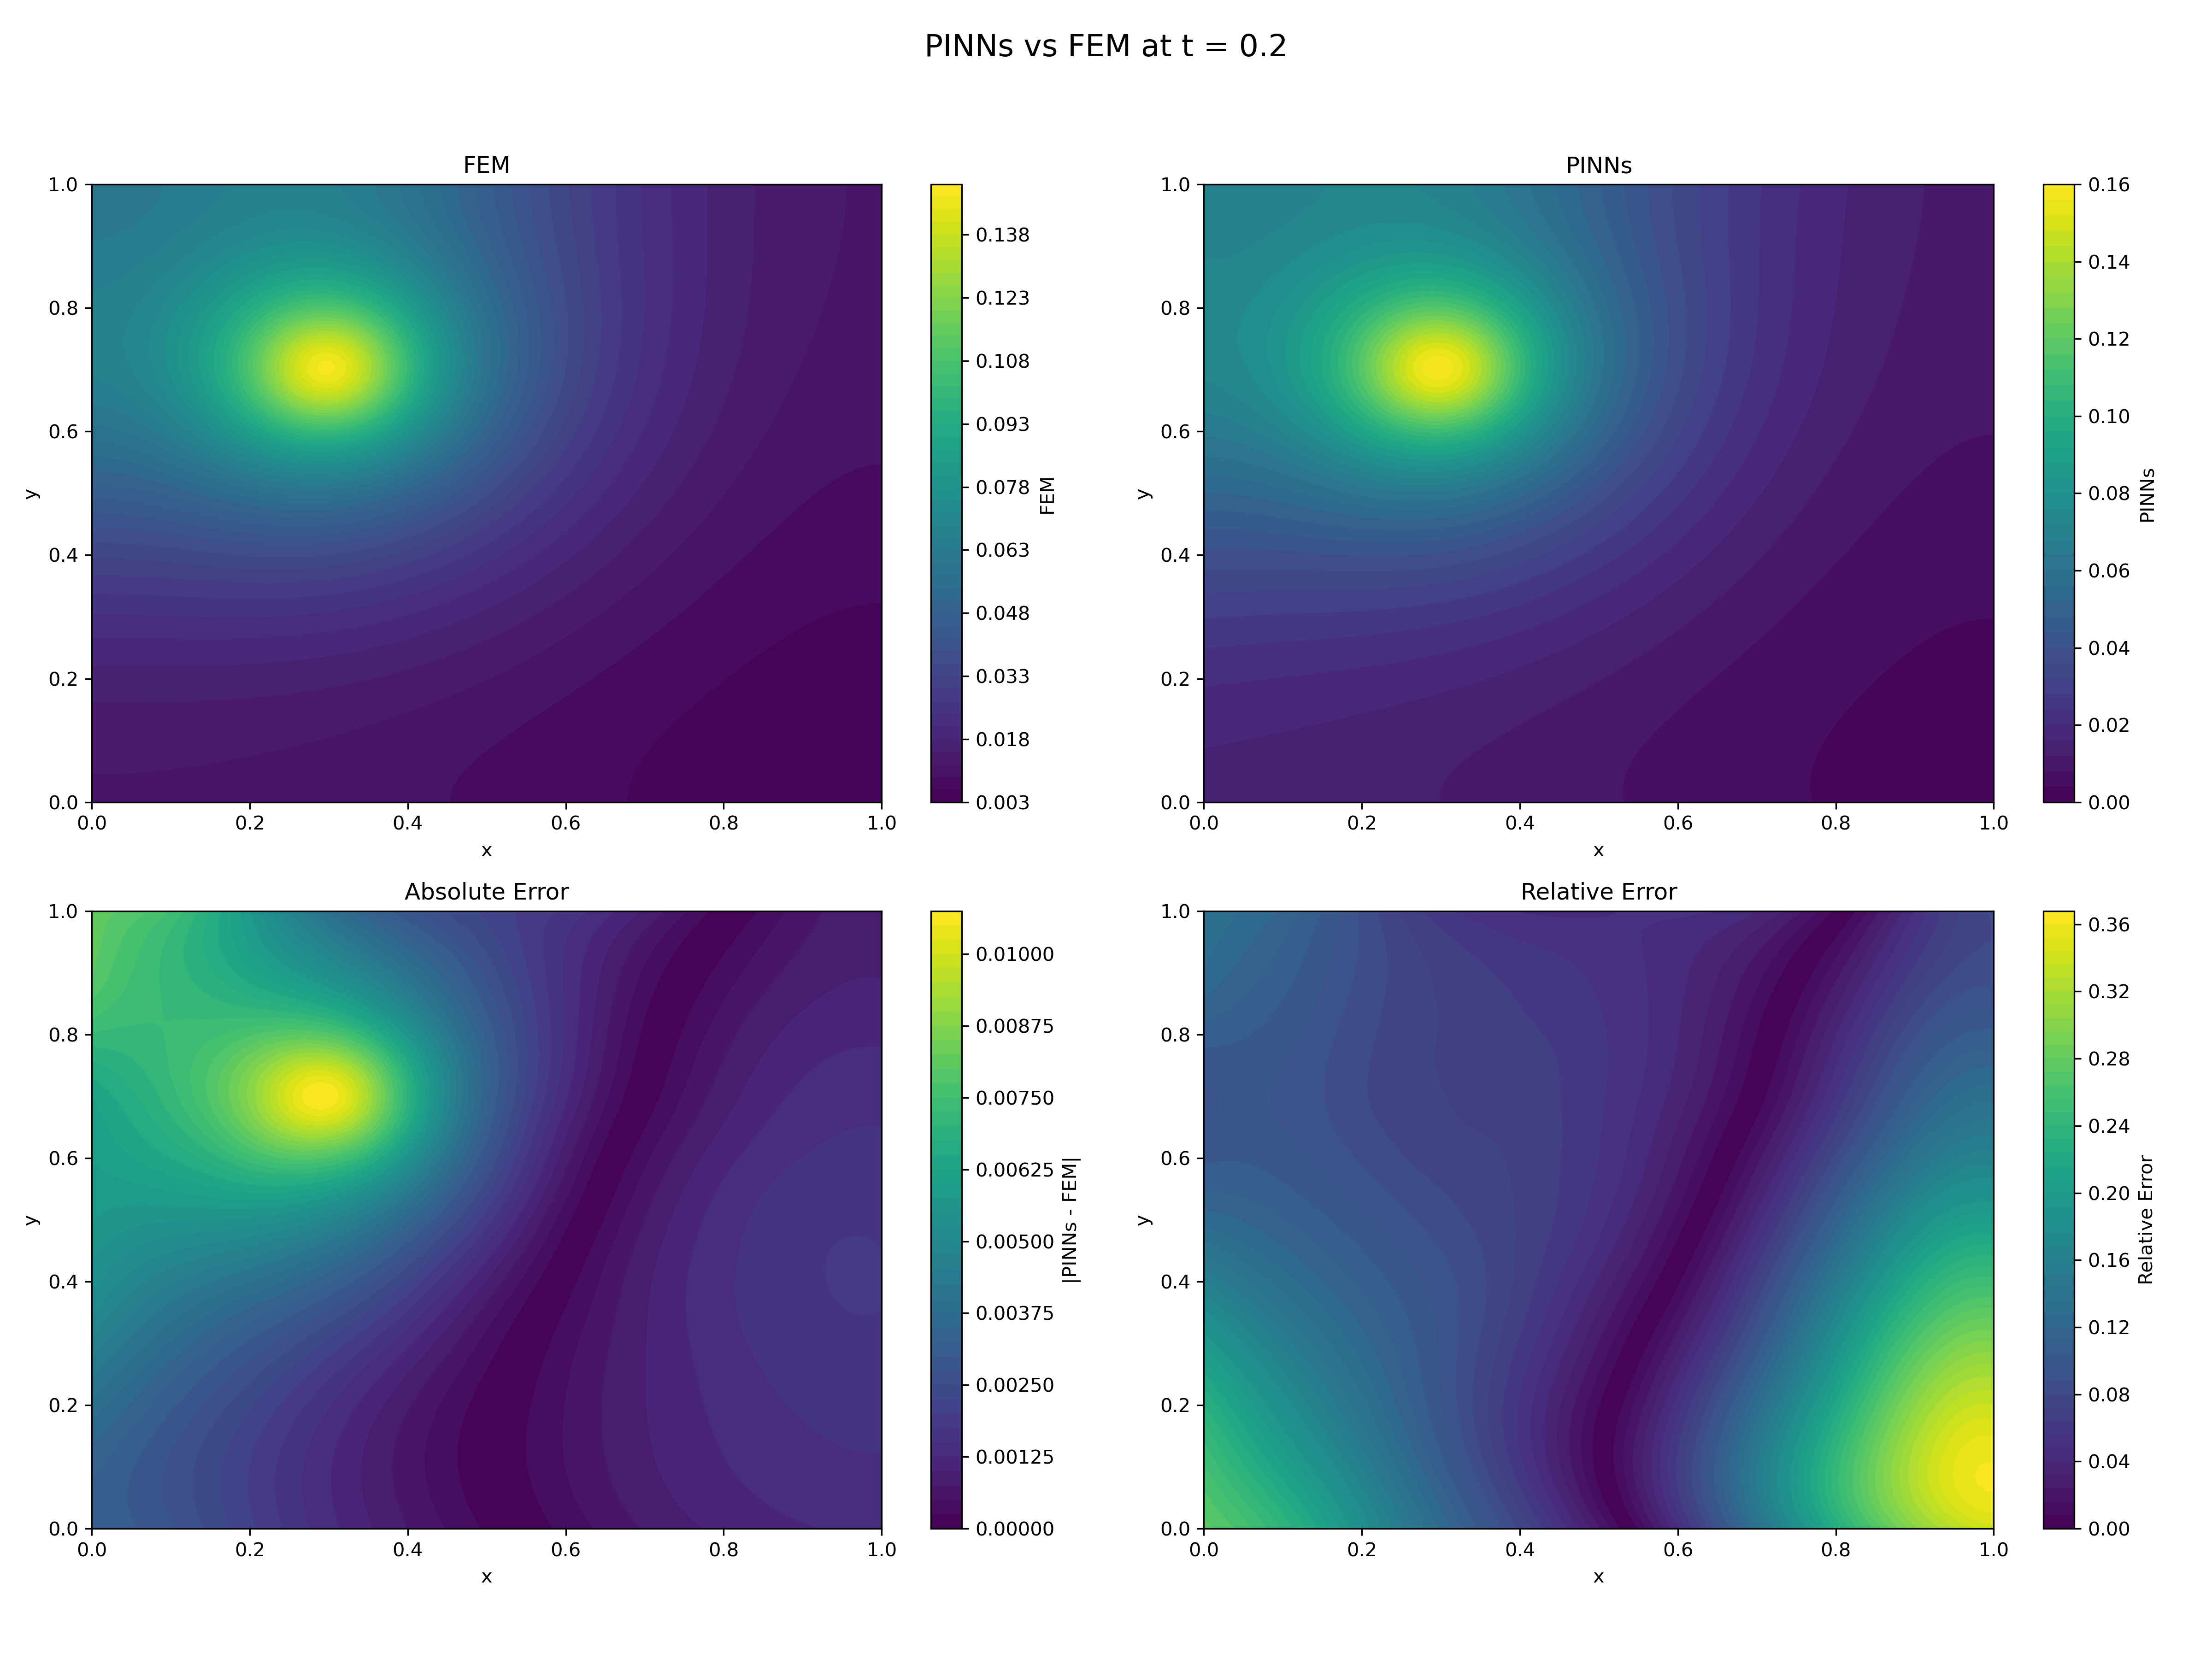 PINNs vs FEM at t = 0.2
FEM
1.0
0.8
0.6
0.4
0.2
0.0
y
0.0 0.2 0.4 0.6 0.8 1.0
x
0.138
0.123
0.108
0.093
0.078
0.063
0.048
0.033
0.018
0.003
FEM
PINNs
1.0
0.8
0.6
0.4
0.2
0.0
y
0.0 0.2 0.4 0.6 0.8 1.0
x
0.16
0.14
0.12
0.10
0.08
0.06
0.04
0.02
0.00
PINNs
Absolute Error
1.0
0.8
0.6
0.4
0.2
0.0
y
0.0 0.2 0.4 0.6 0.8 1.0
x
0.01000
0.00875
0.00750
0.00625
0.00500
0.00375
0.00250
0.00125
0.00000
|PINNs - FEM|
Relative Error
1.0
0.8
0.6
0.4
0.2
0.0
y
0.0 0.2 0.4 0.6 0.8 1.0
x
0.36
0.32
0.28
0.24
0.20
0.16
0.12
0.08
0.04
0.00
Relative Error